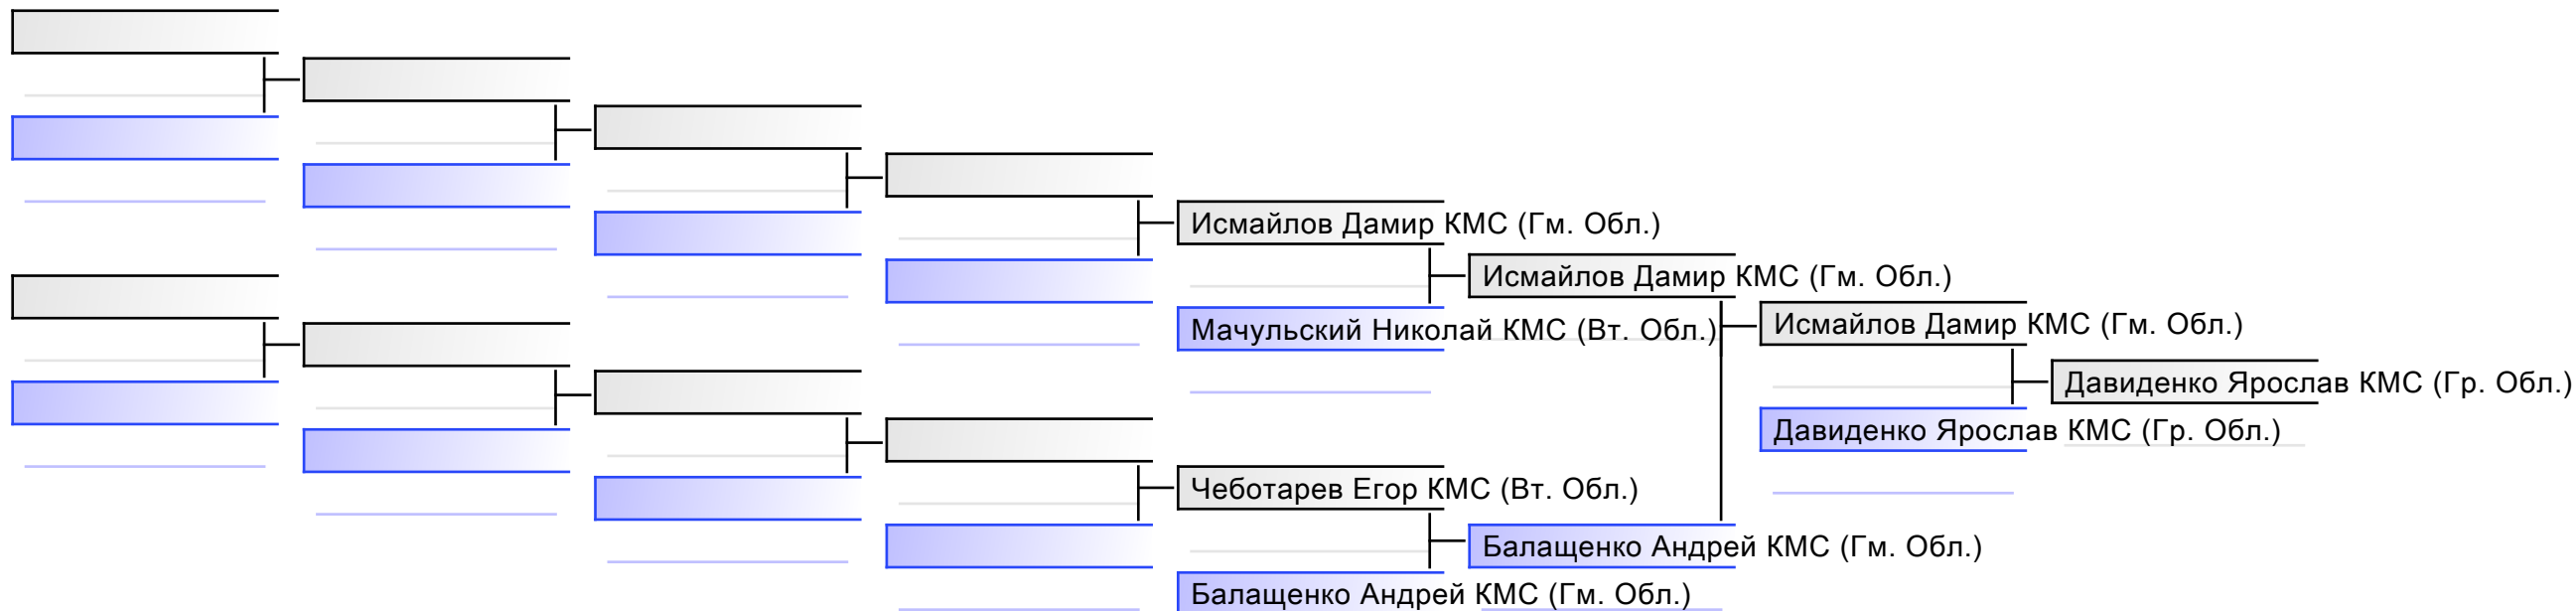 Исмайлов Дамир КМС (Гм. Обл.)
Исмайлов Дамир КМС (Гм. Обл.)
Мачульский Николай КМС (Вт. Обл.)
Исмайлов Дамир КМС (Гм. Обл.)
Давиденко Ярослав КМС (Гр. Обл.)
Давиденко Ярослав КМС (Гр. Обл.)
Чеботарев Егор КМС (Вт. Обл.)
Балащенко Андрей КМС (Гм. Обл.)
Балащенко Андрей КМС (Гм. Обл.)